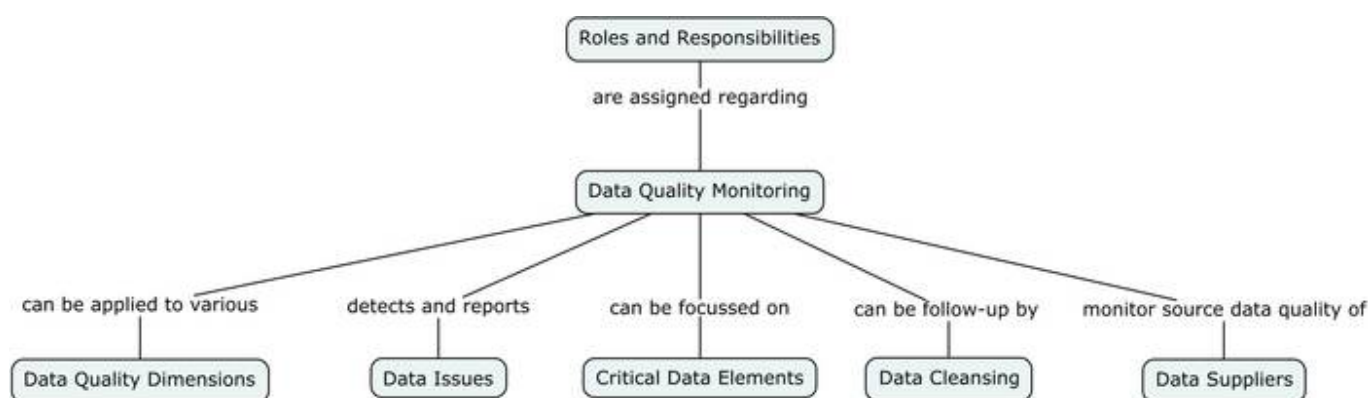 Roles and Responsibilities
are assigned regarding
Data Quality Monitoring
can be applied to various
detects and reports
can be focussed on
can be follow-up by
monitor source data quality of
Data Quality Dimensions
Data Issues
Critical Data Elements
Data Cleansing
Data Suppliers